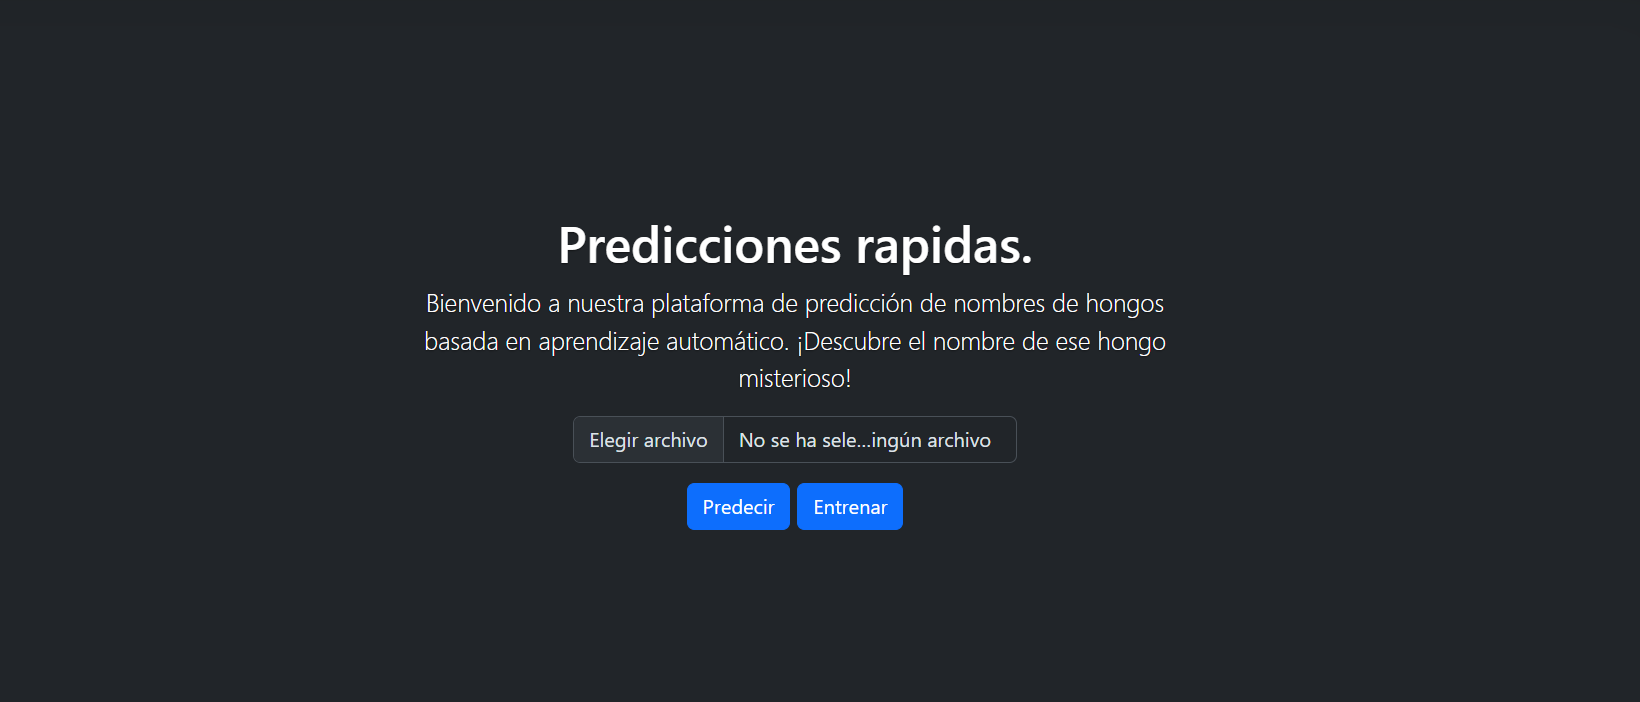 Predicciones rapidas.
Bienvenido a nuestra plataforma de predicción de nombres de hongos
basada en aprendizaje automático. ¡Descubre el nombre de ese hongo
misterioso!
Elegir archivo No se ha sele...ingún archivo
Predecir Entrenar